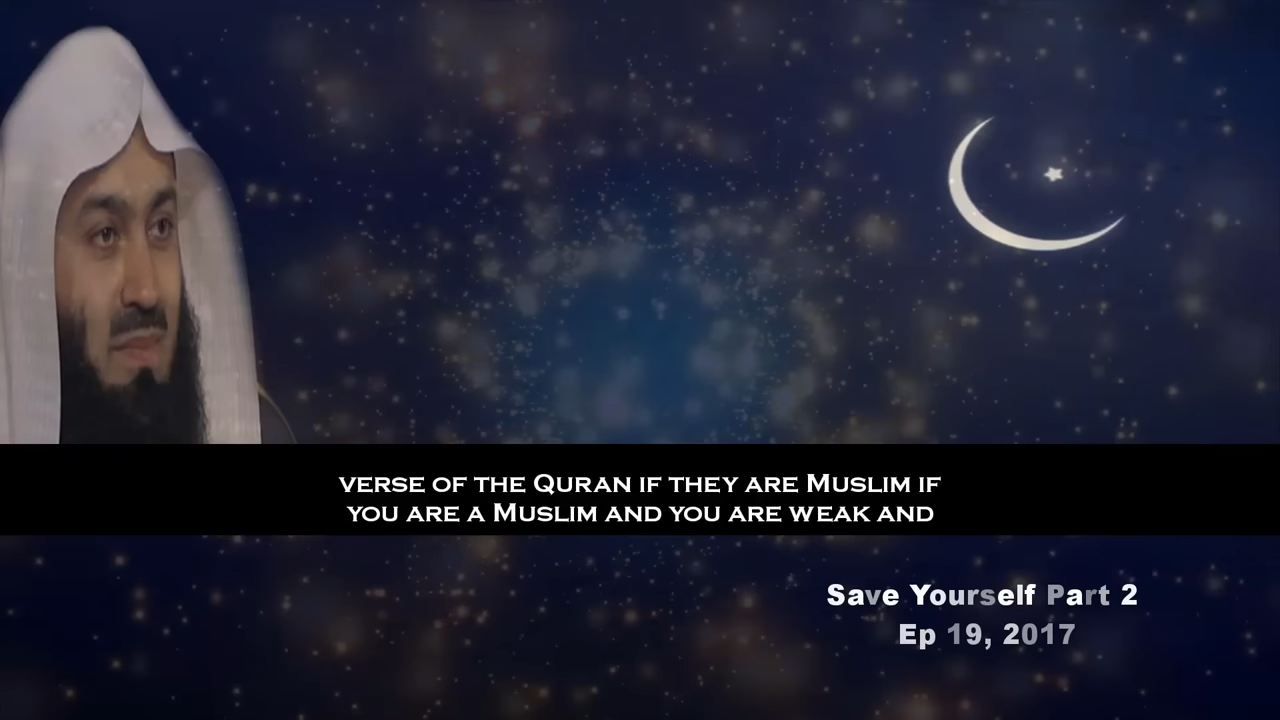 VERSE OF THE QURAN IF THEY ARE MUSLIM IF
YOU ARE A MUSLIM AND YOU ARE WEAK AND
Save Yourself Part 2
Ep 19, 2017